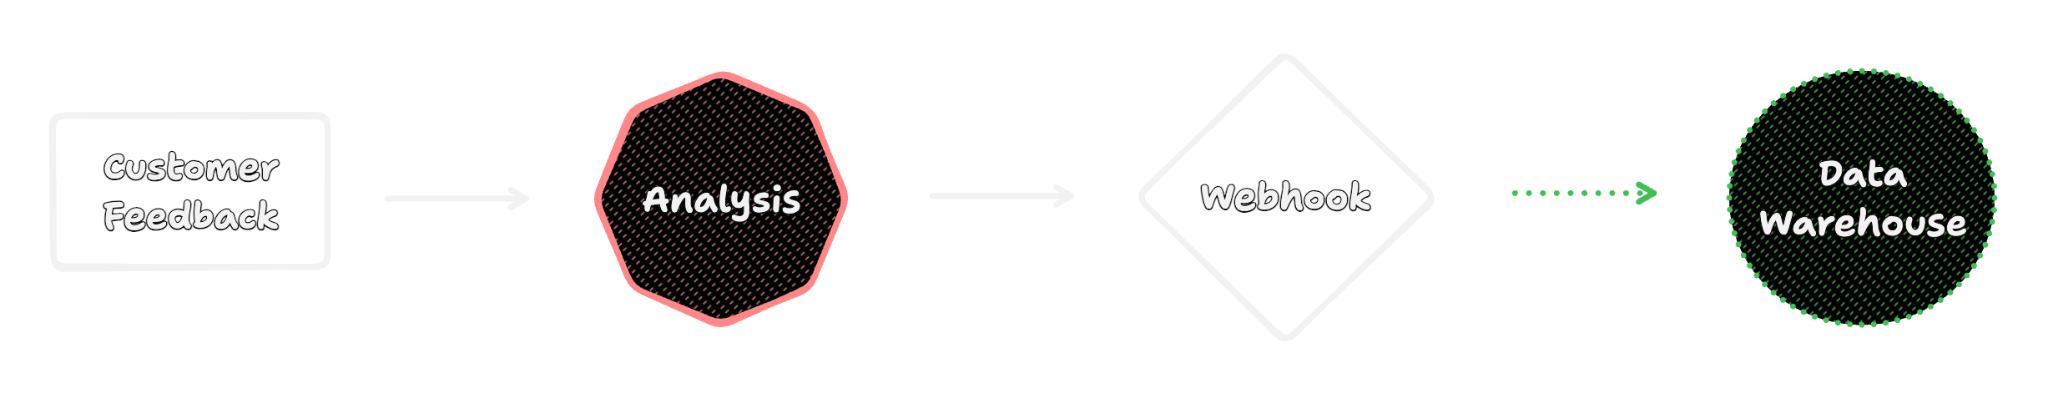 Customer
Feedback
Analysis
Webhook
Data
Warehouse